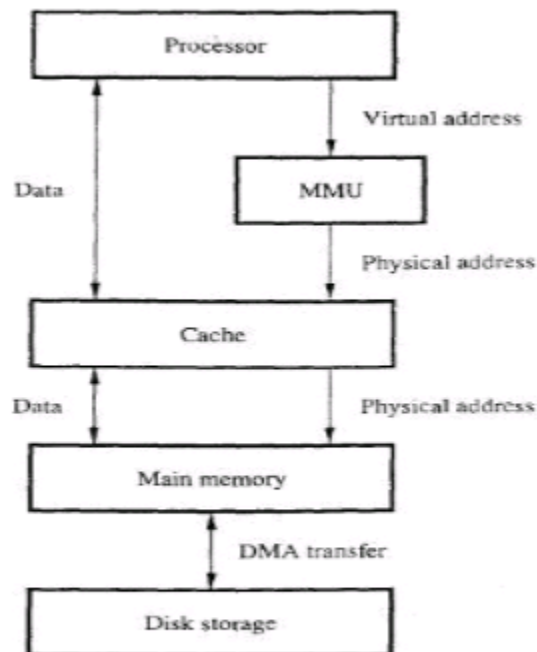 Processor
Virtual address
Data
MMU
Physical address
Cache
Data
Physical address
Main memory
DMA transfer
Disk storage